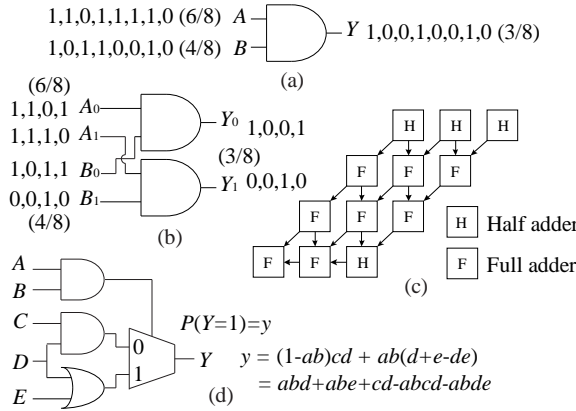 1,1,0,1,1,1,1,0 (6/8) A
1,0,1,1,0,0,1,0 (4/8) B
Y 1,0,0,1,0,0,1,0 (3/8)
(a)
(6/8)
1,1,0,1 A0
1,1,1,0 A1
1,0,1,1 B0
0,0,1,0 B1
(4/8)
Y0 1,0,0,1
(3/8)
Y1 0,0,1,0
(b)
H H H
F F F
F F F
F F H
(c)
H Half adder
F Full adder
A
B
C
D
E
0
1
Y
(d)
P(Y=1)=y
y = (1-ab)cd + ab(d+e-de)
= abd+abe+cd-abcd-abde